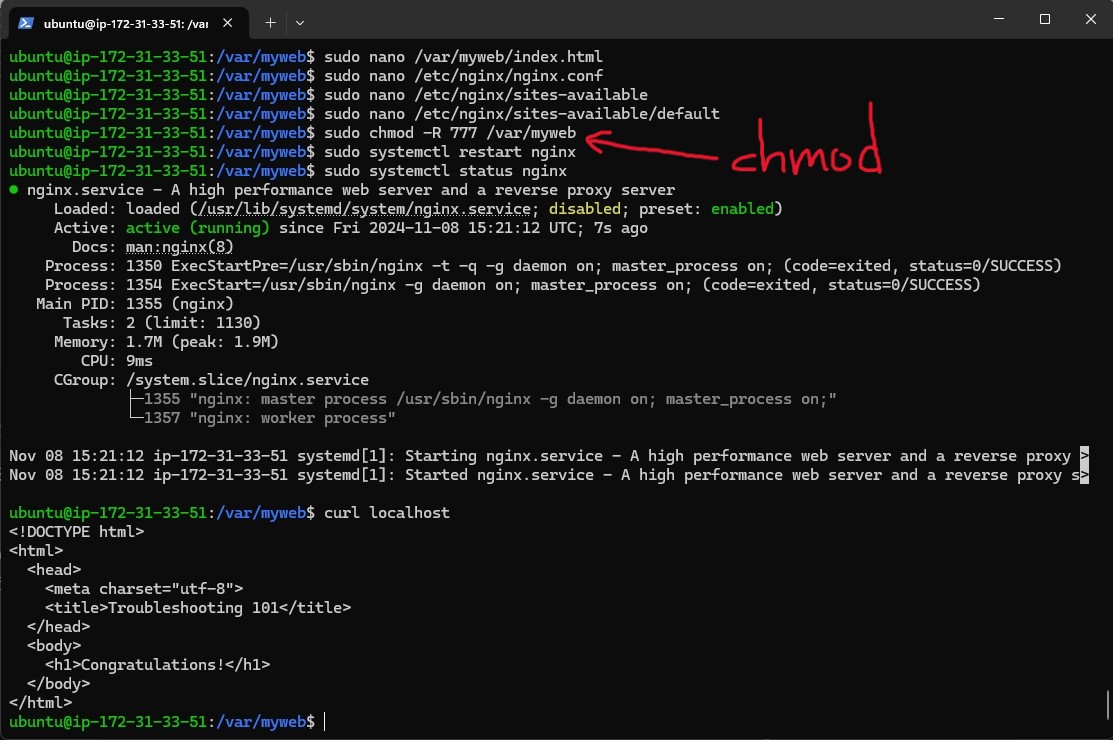 ubuntu@ip-172-31-33-51: /var
ubuntu@ip-172-31-33-51:/var/myweb$ sudo nano /var/myweb/index.html
ubuntu@ip-172-31-33-51:/var/myweb$ sudo nano /etc/nginx/nginx.conf
ubuntu@ip-172-31-33-51:/var/myweb$ sudo nano /etc/nginx/sites-available
ubuntu@ip-172-31-33-51:/var/myweb$ sudo nano /etc/nginx/sites-available/default
ubuntu@ip-172-31-33-51:/var/myweb$ sudo chmod -R 777 /var/myweb
chmod
ubuntu@ip-172-31-33-51:/var/myweb$ sudo systemctl restart nginx
ubuntu@ip-172-31-33-51:/var/myweb$ sudo systemctl status nginx
● nginx.service - A high performance web server and a reverse proxy server
Loaded: loaded (/usr/lib/systemd/system/nginx.service; disabled; preset: enabled)
Active: active (running) since Fri 2024-11-08 15:21:12 UTC; 7s ago
Docs: man:nginx(8)
Process: 1350 ExecStartPre=/usr/sbin/nginx -t -q -g daemon on; master_process on; (code=exited, status=0/SUCCESS)
Process: 1354 ExecStart=/usr/sbin/nginx -g daemon on; master_process on; (code=exited, status=0/SUCCESS)
Main PID: 1355 (nginx)
Tasks: 2 (limit: 1130)
Memory: 1.7M (peak: 1.9M)
CPU: 9ms
CGroup: /system.slice/nginx.service
├─1355 "nginx: master process /usr/sbin/nginx -g daemon on; master_process on;"
└─1357 "nginx: worker process"
Nov 08 15:21:12 ip-172-31-33-51 systemd[1]: Starting nginx.service - A high performance web server and a reverse proxy >
Nov 08 15:21:12 ip-172-31-33-51 systemd[1]: Started nginx.service - A high performance web server and a reverse proxy s>
ubuntu@ip-172-31-33-51:/var/myweb$ curl localhost
<!DOCTYPE html>
<html>
<head>
<meta charset="utf-8">
<title>Troubleshooting 101</title>
</head>
<body>
<h1>Congratulations!</h1>
</body>
</html>
ubuntu@ip-172-31-33-51:/var/myweb$